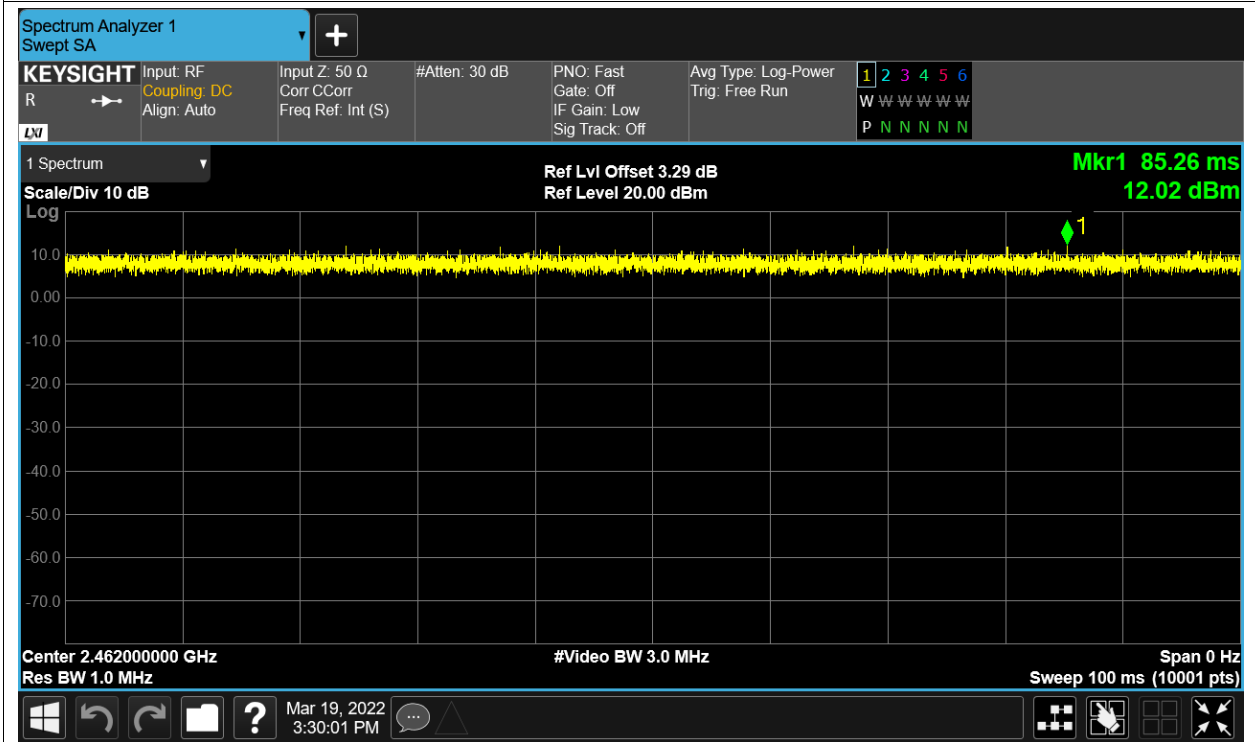 Spectrum Analyzer 1
Swept SA
KEYSIGHT
R
LXI
Input: RF
Coupling: DC
Align: Auto
Input Z: 50 Ω
Corr CCorr
Freq Ref: Int (S)
#Atten: 30 dB
PNO: Fast
Gate: Off
IF Gain: Low
Sig Track: Off
Avg Type: Log-Power
Trig: Free Run
1 2 3 4 5 6
W W W W W W
P N N N N N
1 Spectrum
Scale/Div 10 dB
Log
Ref Lvl Offset 3.29 dB
Ref Level 20.00 dBm
Mkr1 85.26 ms
12.02 dBm
1
10.0
0.00
-10.0
-20.0
-30.0
-40.0
-50.0
-60.0
-70.0
Center 2.462000000 GHz
Res BW 1.0 MHz
#Video BW 3.0 MHz
Span 0 Hz
Sweep 100 ms (10001 pts)
?
Mar 19, 2022
3:30:01 PM